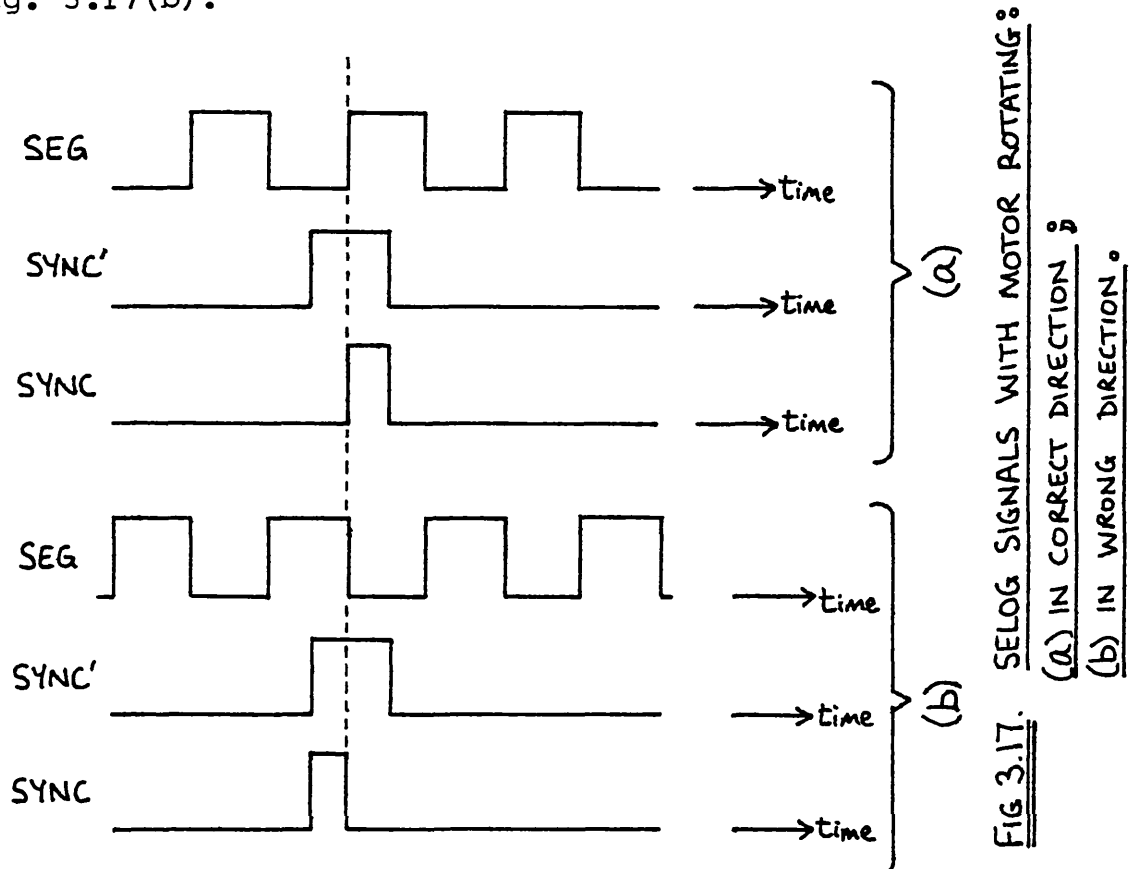 g. 3.17(b).
SEG
time
SYNC'
time
SYNC
time
(a)
SEG
time
SYNC'
time
SYNC
time
(b)
FIG 3.17. SELOG SIGNALS WITH MOTOR ROTATING:
(a) IN CORRECT DIRECTION ;
(b) IN WRONG DIRECTION.